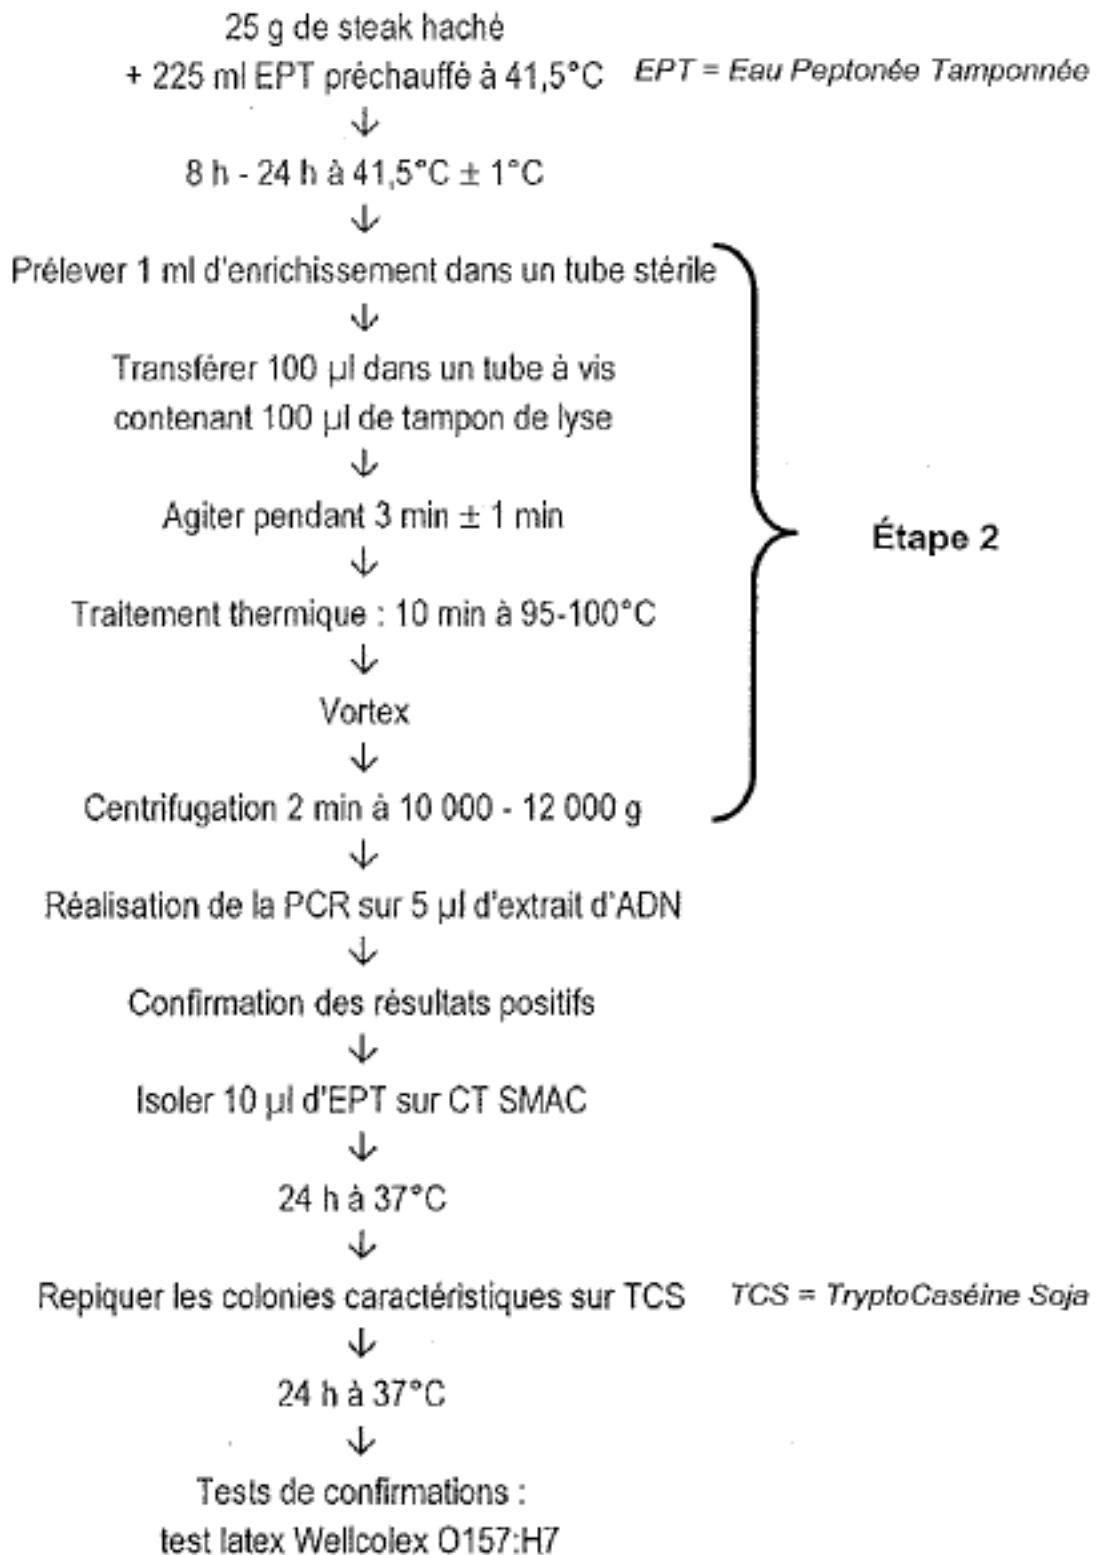 25 g de steak haché
+ 225 ml EPT préchauffé à 41,5°C EPT = Eau Peptonée Tamponnée
↓
8 h - 24 h à 41,5°C ± 1°C
↓
Prélever 1 ml d'enrichissement dans un tube stérile
↓
Transférer 100 µl dans un tube à vis
contenant 100 µl de tampon de lyse
↓
Agiter pendant 3 min ± 1 min
↓
Étape 2
Traitement thermique : 10 min à 95-100°C
↓
Vortex
↓
Centrifugation 2 min à 10 000 - 12 000 g
↓
Réalisation de la PCR sur 5 µl d'extrait d'ADN
↓
Confirmation des résultats positifs
↓
Isoler 10 µl d'EPT sur CT SMAC
↓
24 h à 37°C
↓
Repiquer les colonies caractéristiques sur TCS TCS = TryptoCaséine Soja
↓
24 h à 37°C
↓
Tests de confirmations :
test latex Wellcolex O157:H7